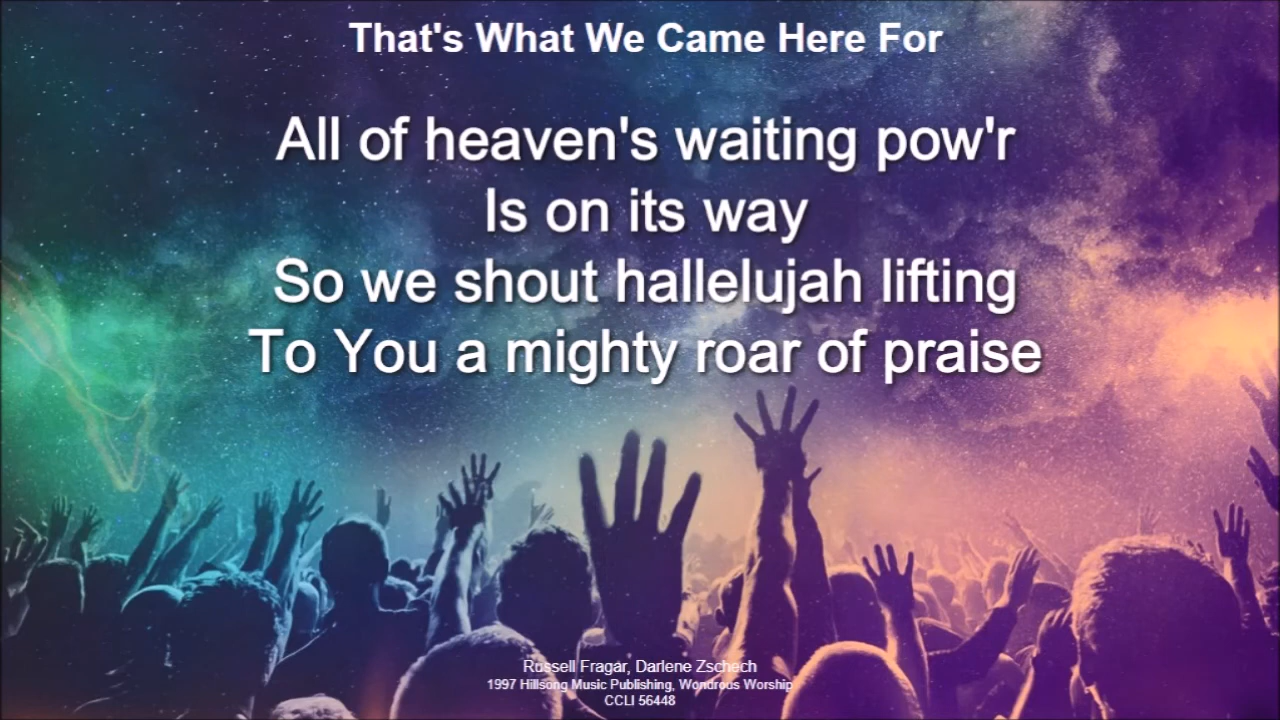 That's What We Came Here For
All of heaven's waiting pow'r
Is on its way
So we shout hallelujah lifting
To You a mighty roar of praise
Russell Fragar, Darlene Zschech
1997 Hillsong Music Publishing, Wondrous Worship
CCLI 56448